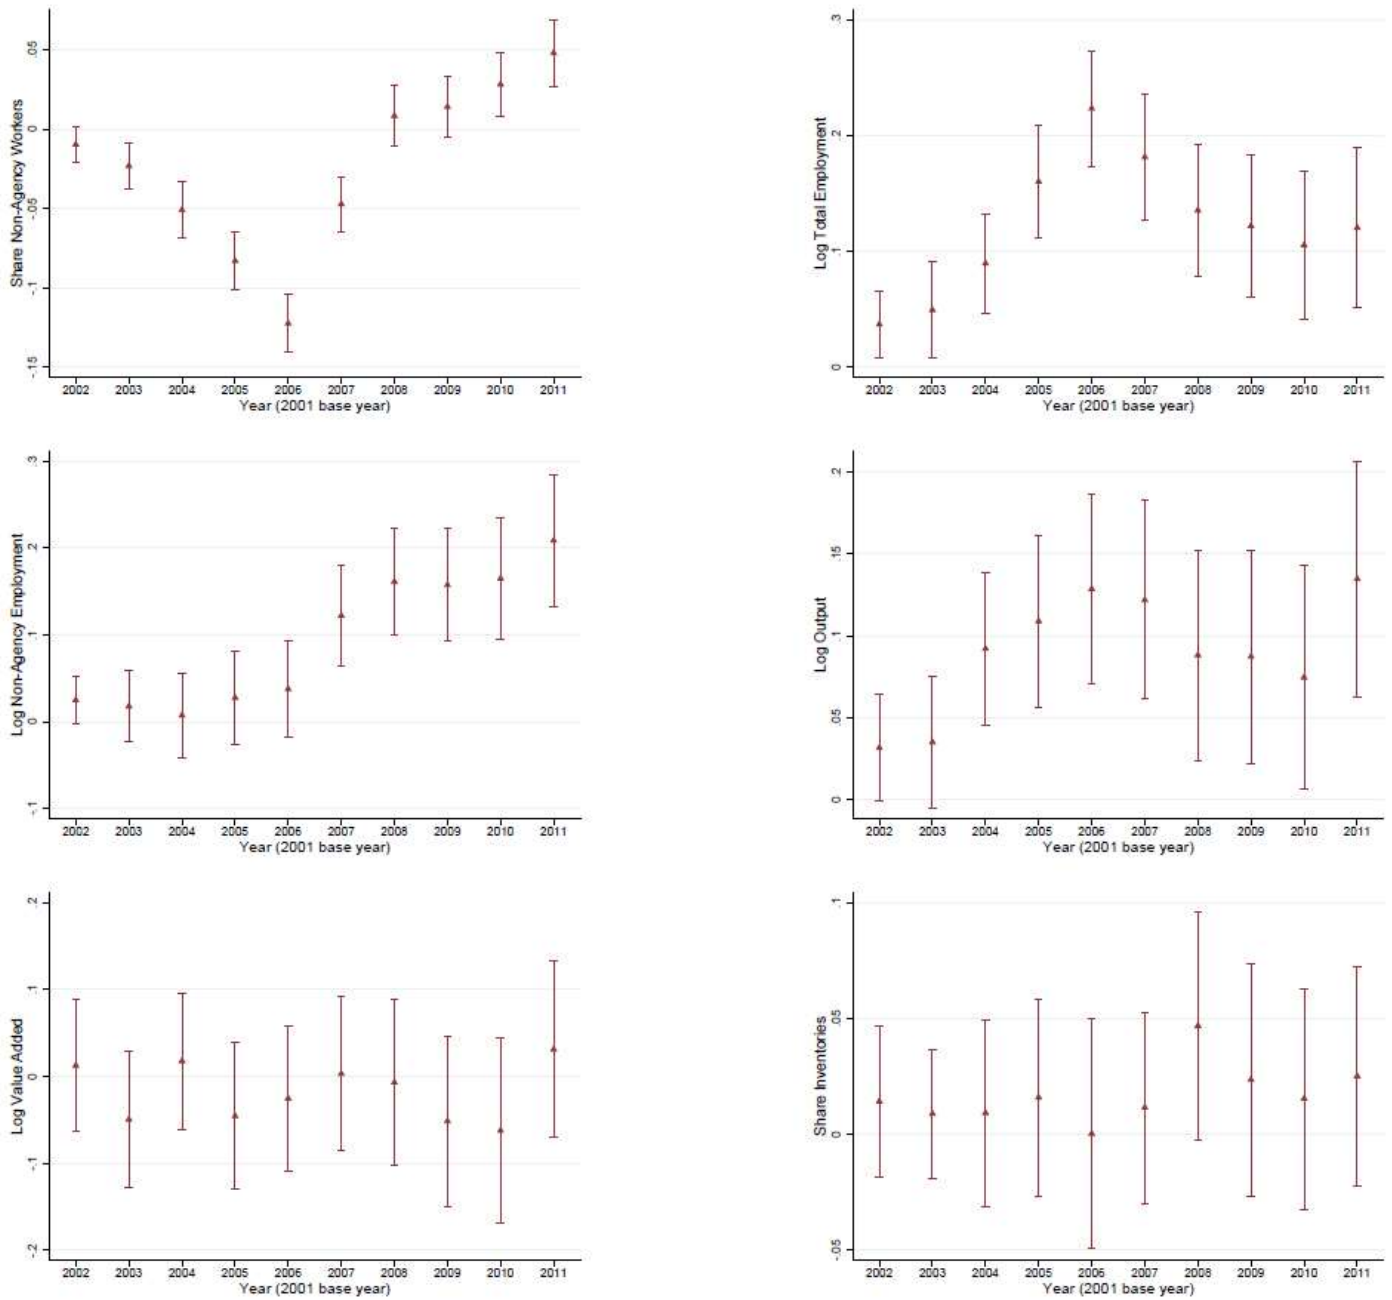 Share Non-Agency Workers
.05
0
-.05
-.1
-.15
2002 2003 2004 2005 2006 2007 2008 2009 2010 2011
Year (2001 base year)
Log Total Employment
.3
.2
.1
0
2002 2003 2004 2005 2006 2007 2008 2009 2010 2011
Year (2001 base year)
Log Non-Agency Employment
.3
.2
.1
0
-.1
2002 2003 2004 2005 2006 2007 2008 2009 2010 2011
Year (2001 base year)
Log Output
.2
.15
.1
.05
0
2002 2003 2004 2005 2006 2007 2008 2009 2010 2011
Year (2001 base year)
Log Value Added
.2
.1
0
-.1
-.2
2002 2003 2004 2005 2006 2007 2008 2009 2010 2011
Year (2001 base year)
Share Inventories
.1
.05
0
-.05
2002 2003 2004 2005 2006 2007 2008 2009 2010 2011
Year (2001 base year)